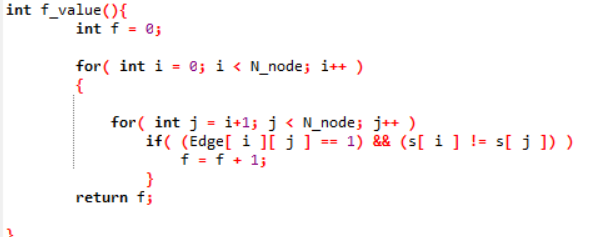 int f_value(){
int f = 0;
for( int i = 0; i < N_node; i++ )
{
for( int j = i+1; j < N_node; j++ )
if( (Edge[ i ][ j ] == 1) && (s[ i ] != s[ j ]) )
f = f + 1;
}
return f;
}